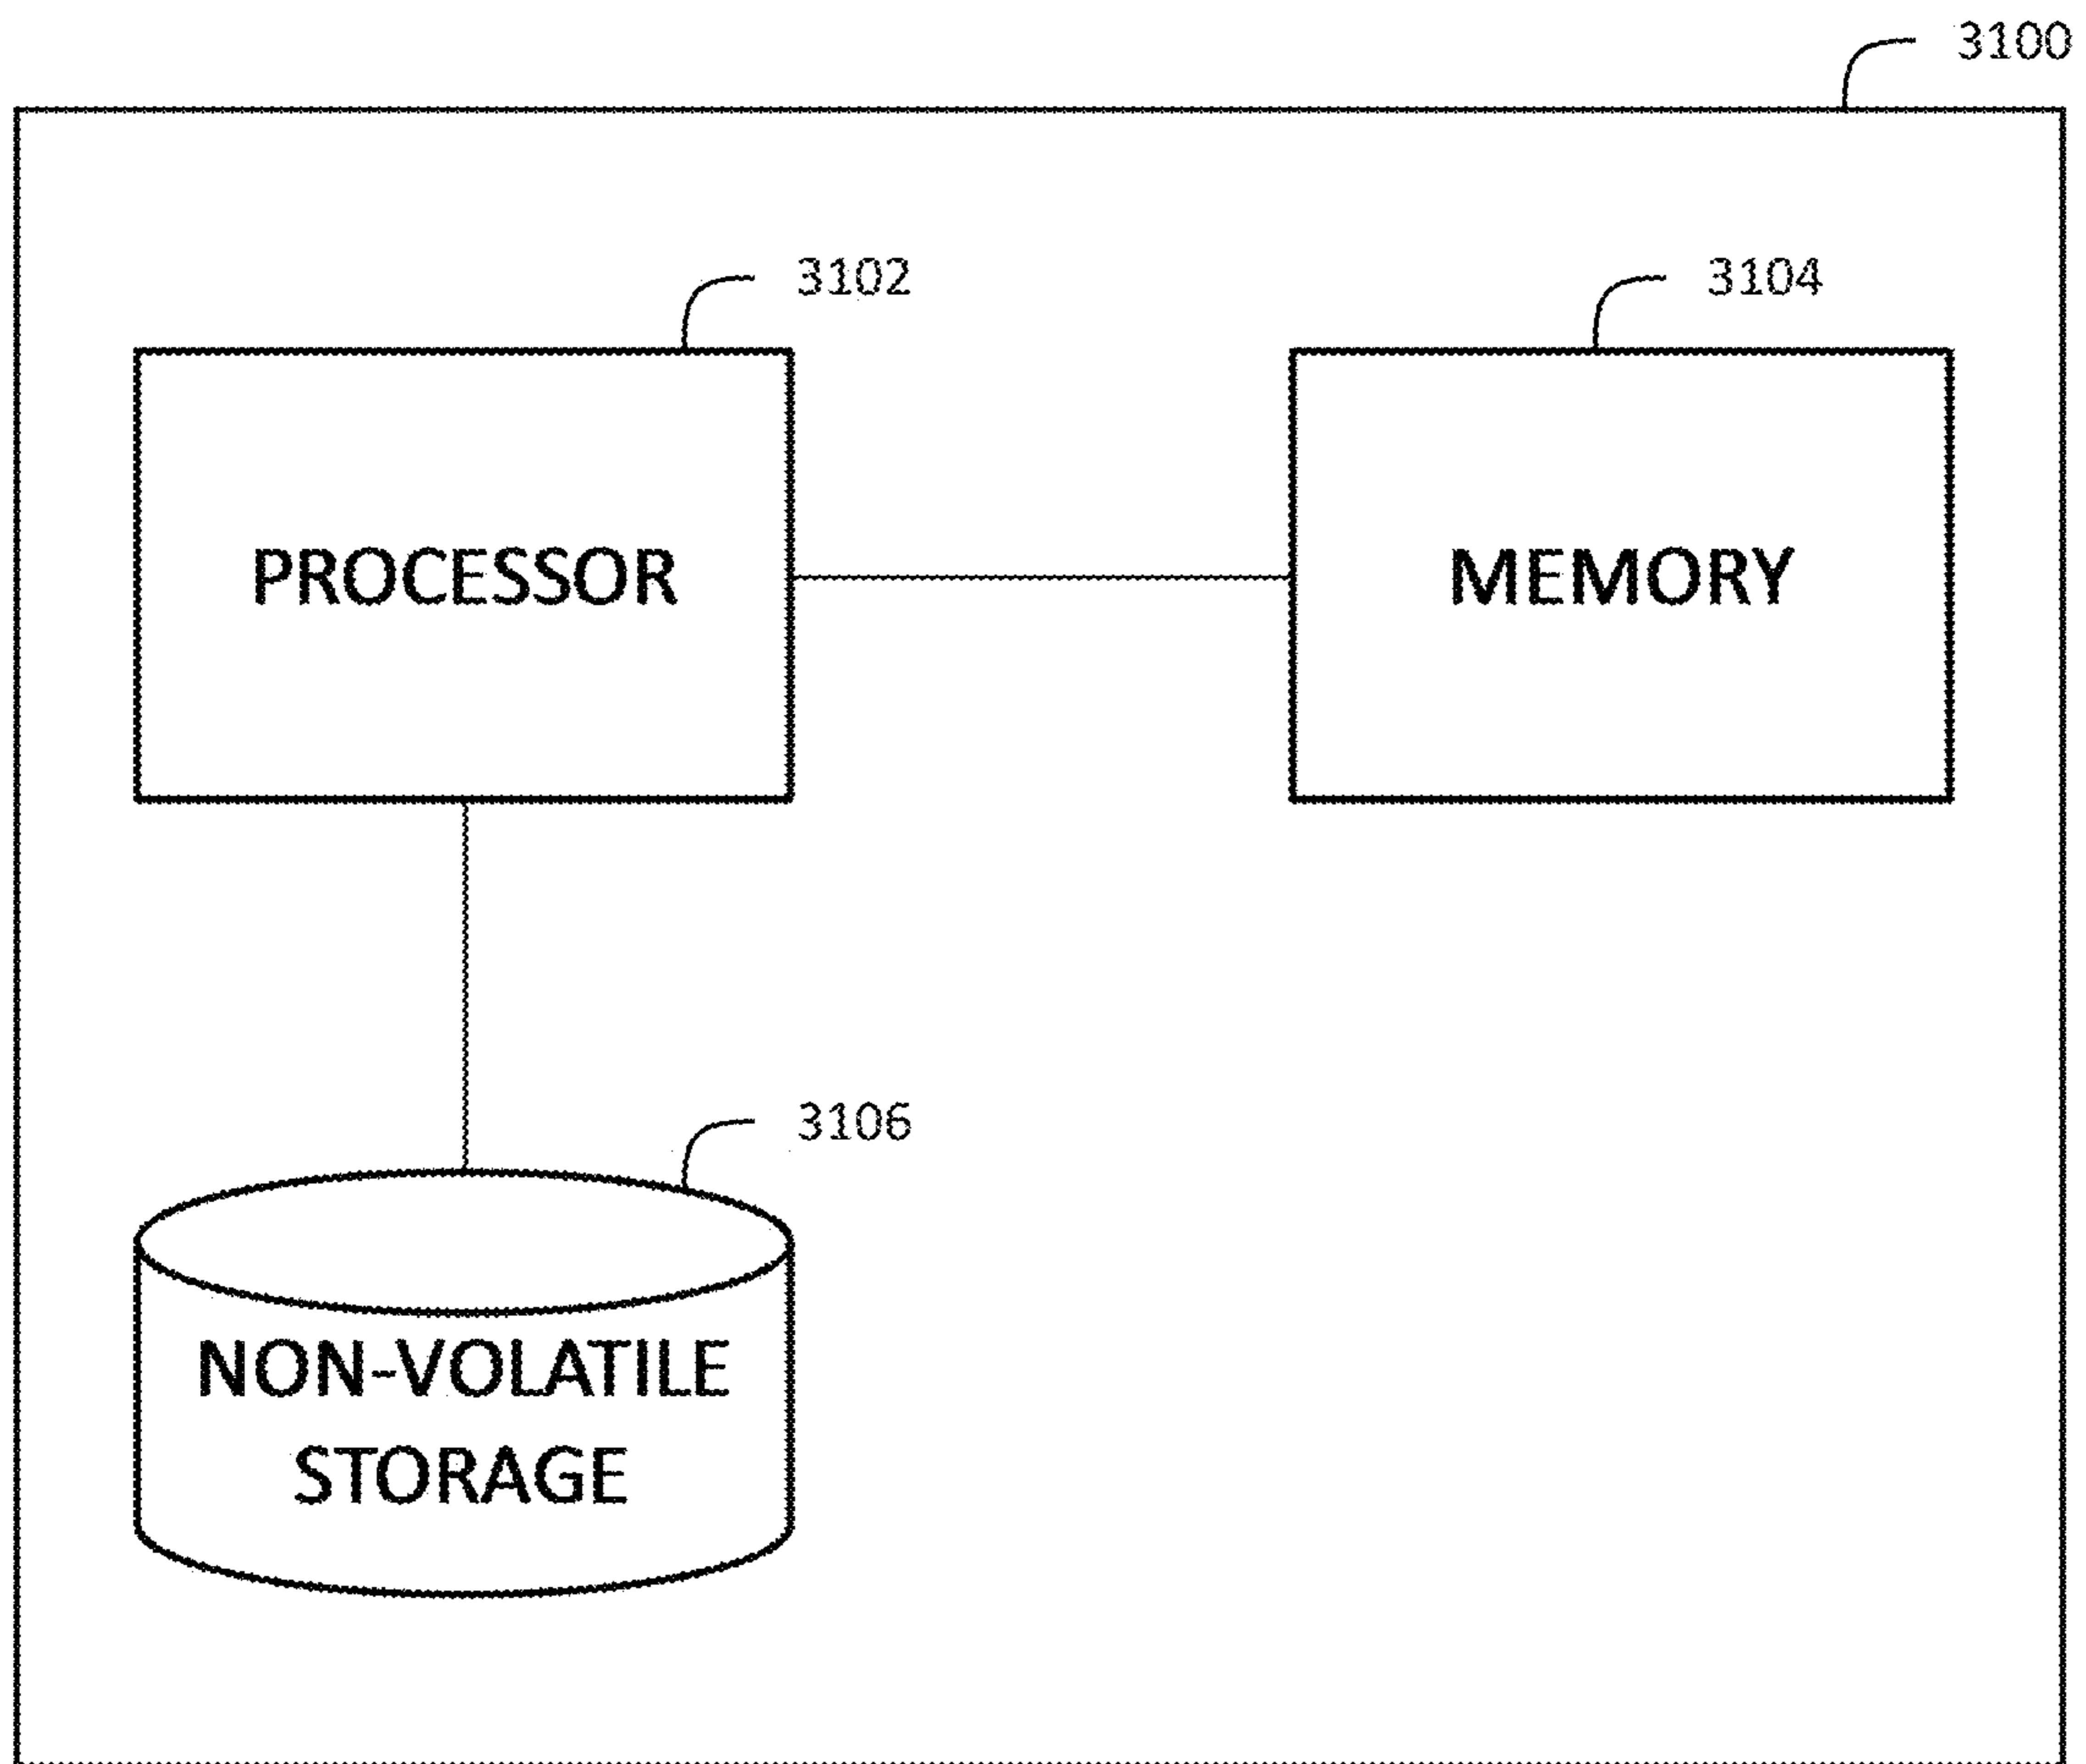 3100
3102
3104
PROCESSOR
MEMORY
3106
NON-VOLATILE
STORAGE